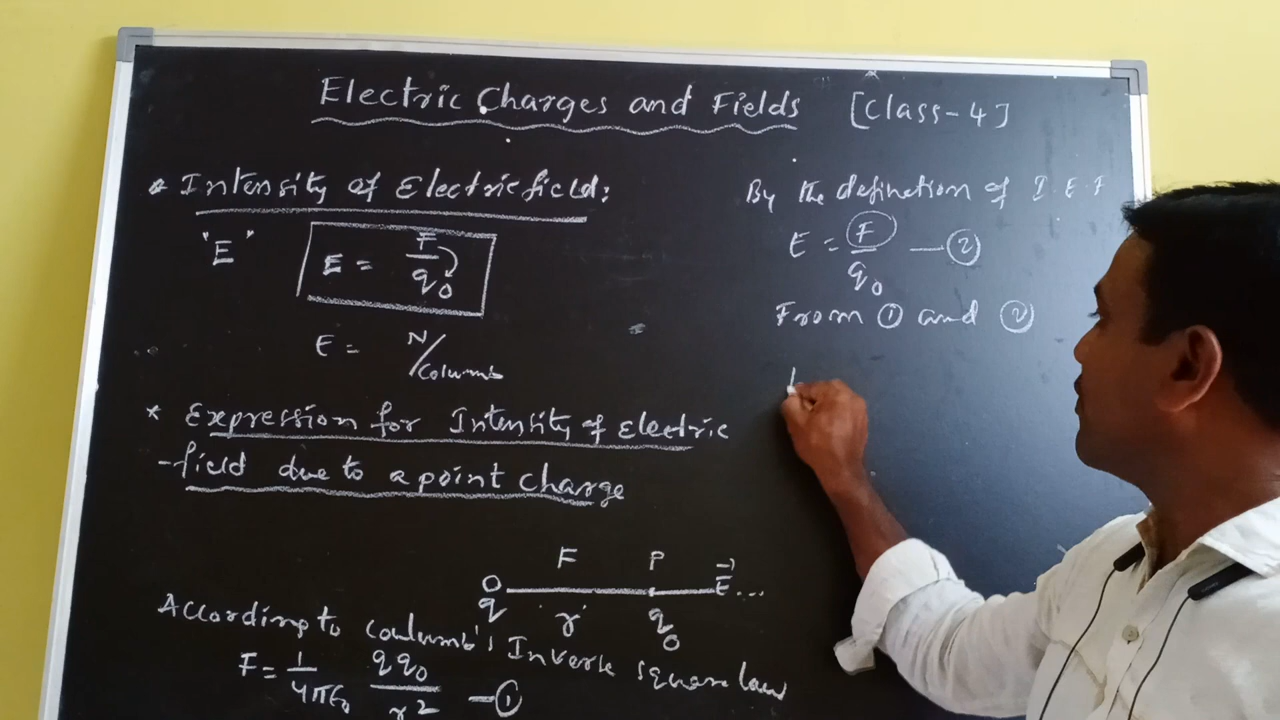 Electric Charges and Fields [Class-4]
* Intensity of Electric field:
"E" E = F/q₀
E = N/Coloumb
* Expression for Intensity of Electric
-field due to a point charge
F P E⃗...
q r q₀
According to Coulumb's Inverse square law
F = 1/4πε₀ qq₀/r² —①
By the definition of I.E.F
E = F/q₀ —②
From ① and ②